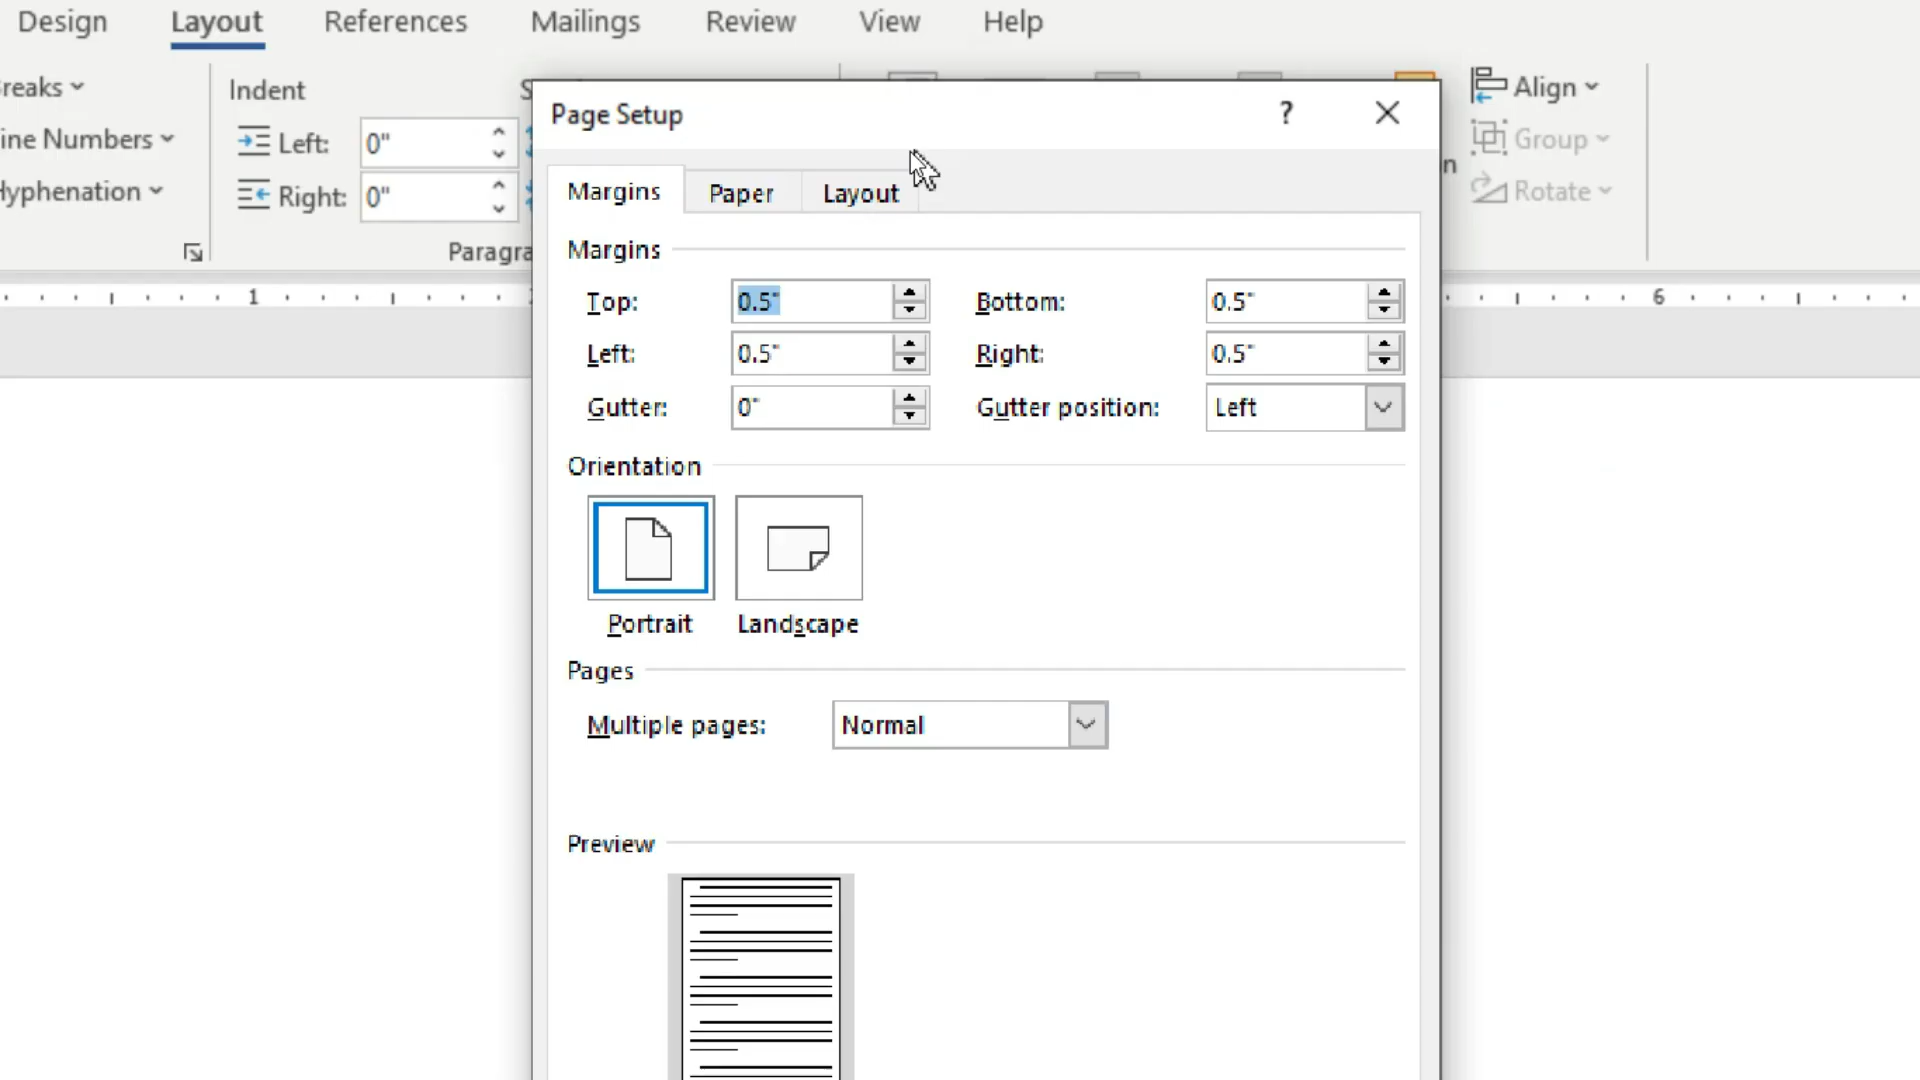 Design Layout References Mailings Review View Help
reaks
Indent
Align
ine Numbers
Left: 0"
Group
yphenation
Right: 0"
Rotate
Paragra
1
6
Page Setup ? 
Margins Paper Layout
Margins
Top: 0.5" Bottom: 0.5"
Left: 0.5" Right: 0.5"
Gutter: 0" Gutter position: Left
Orientation
Portrait Landscape
Pages
Multiple pages: Normal
Preview